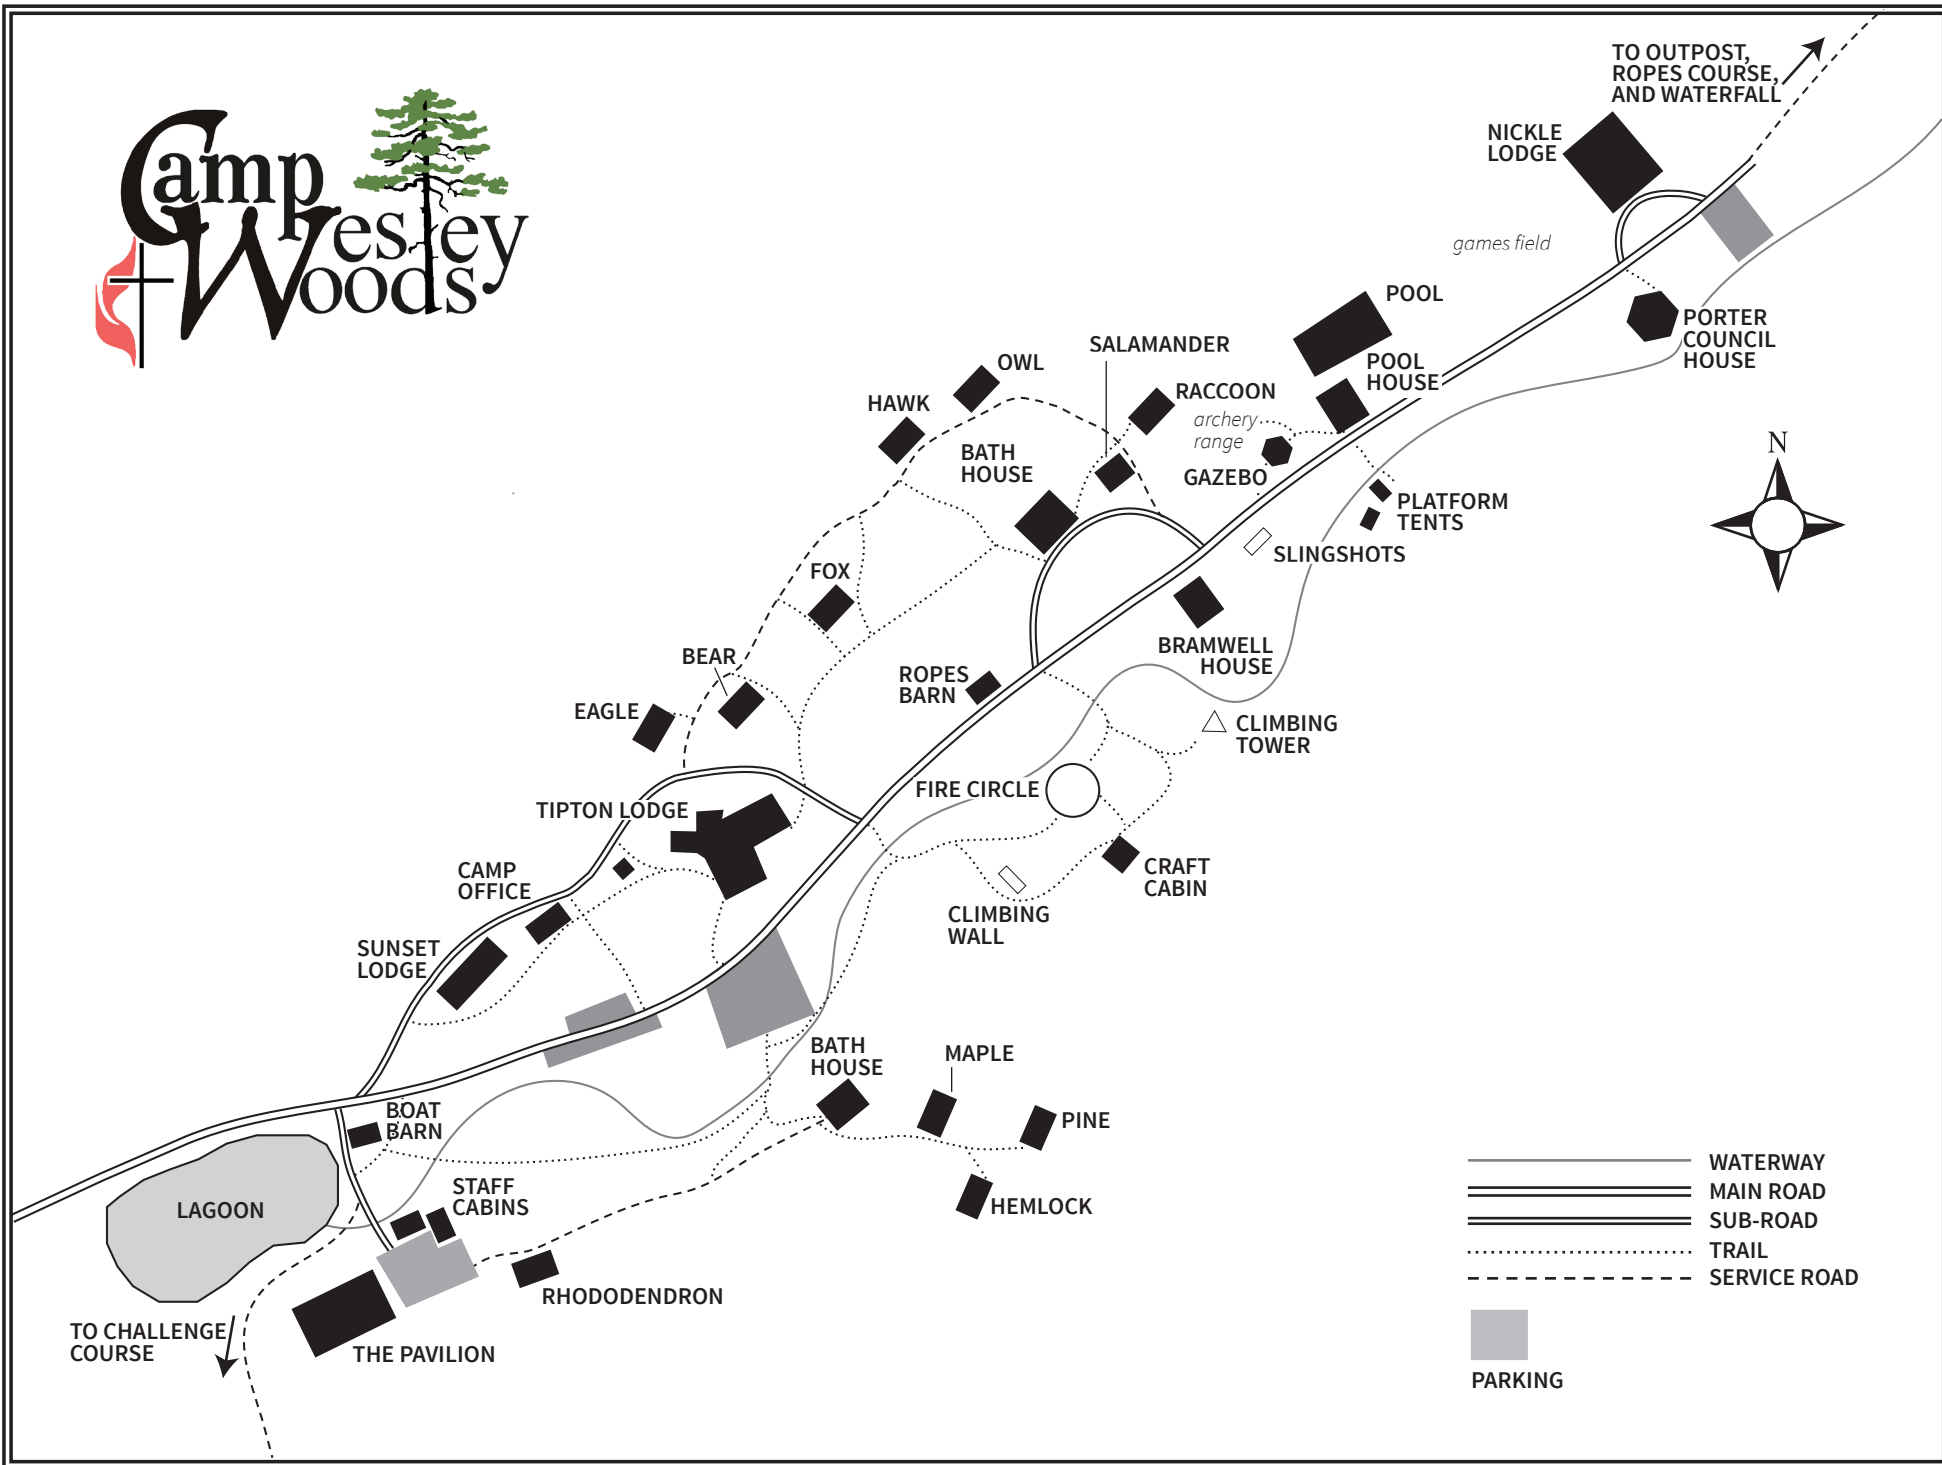 Camp
Wesley
Woods
TO OUTPOST,
ROPES COURSE,
AND WATERFALL
NICKLE
LODGE
games field
POOL
PORTER
COUNCIL
HOUSE
SALAMANDER
OWL
POOL
HOUSE
RACCOON
HAWK
archery
range
N
BATH
HOUSE
GAZEBO
PLATFORM
TENTS
SLINGSHOTS
FOX
BRAMWELL
HOUSE
BEAR
ROPES
BARN
EAGLE
CLIMBING
TOWER
FIRE CIRCLE
TIPTON LODGE
CAMP
OFFICE
CRAFT
CABIN
CLIMBING
WALL
SUNSET
LODGE
BATH
HOUSE
MAPLE
BOAT
BARN
PINE
STAFF
CABINS
LAGOON
HEMLOCK
RHODODENDRON
TO CHALLENGE
COURSE
THE PAVILION
WATERWAY
MAIN ROAD
SUB-ROAD
TRAIL
SERVICE ROAD
PARKING